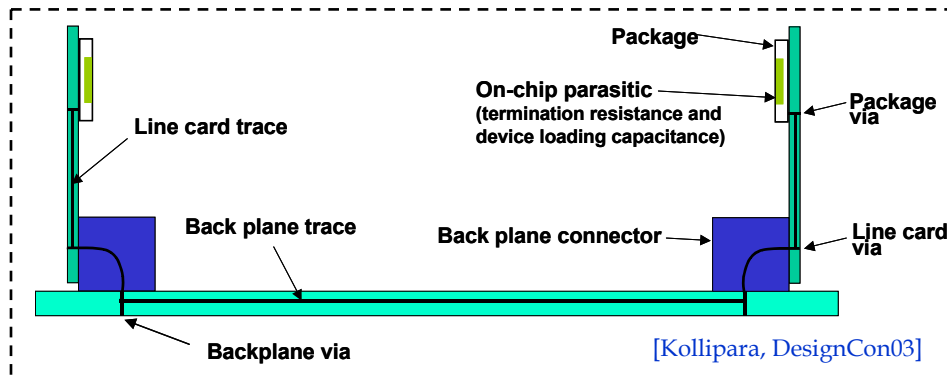 Package
On-chip parasitic
(termination resistance and
device loading capacitance)
Package
via
Line card trace
Back plane trace
Back plane connector
Line card
via
Backplane via
[Kollipara, DesignCon03]